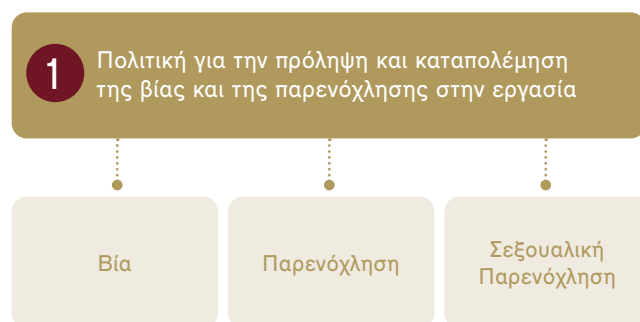 1
Πολιτική για την πρόληψη και καταπολέμηση
της βίας και της παρενόχλησης στην εργασία
Βία
Παρενόχληση
Σεξουαλική
Παρενόχληση